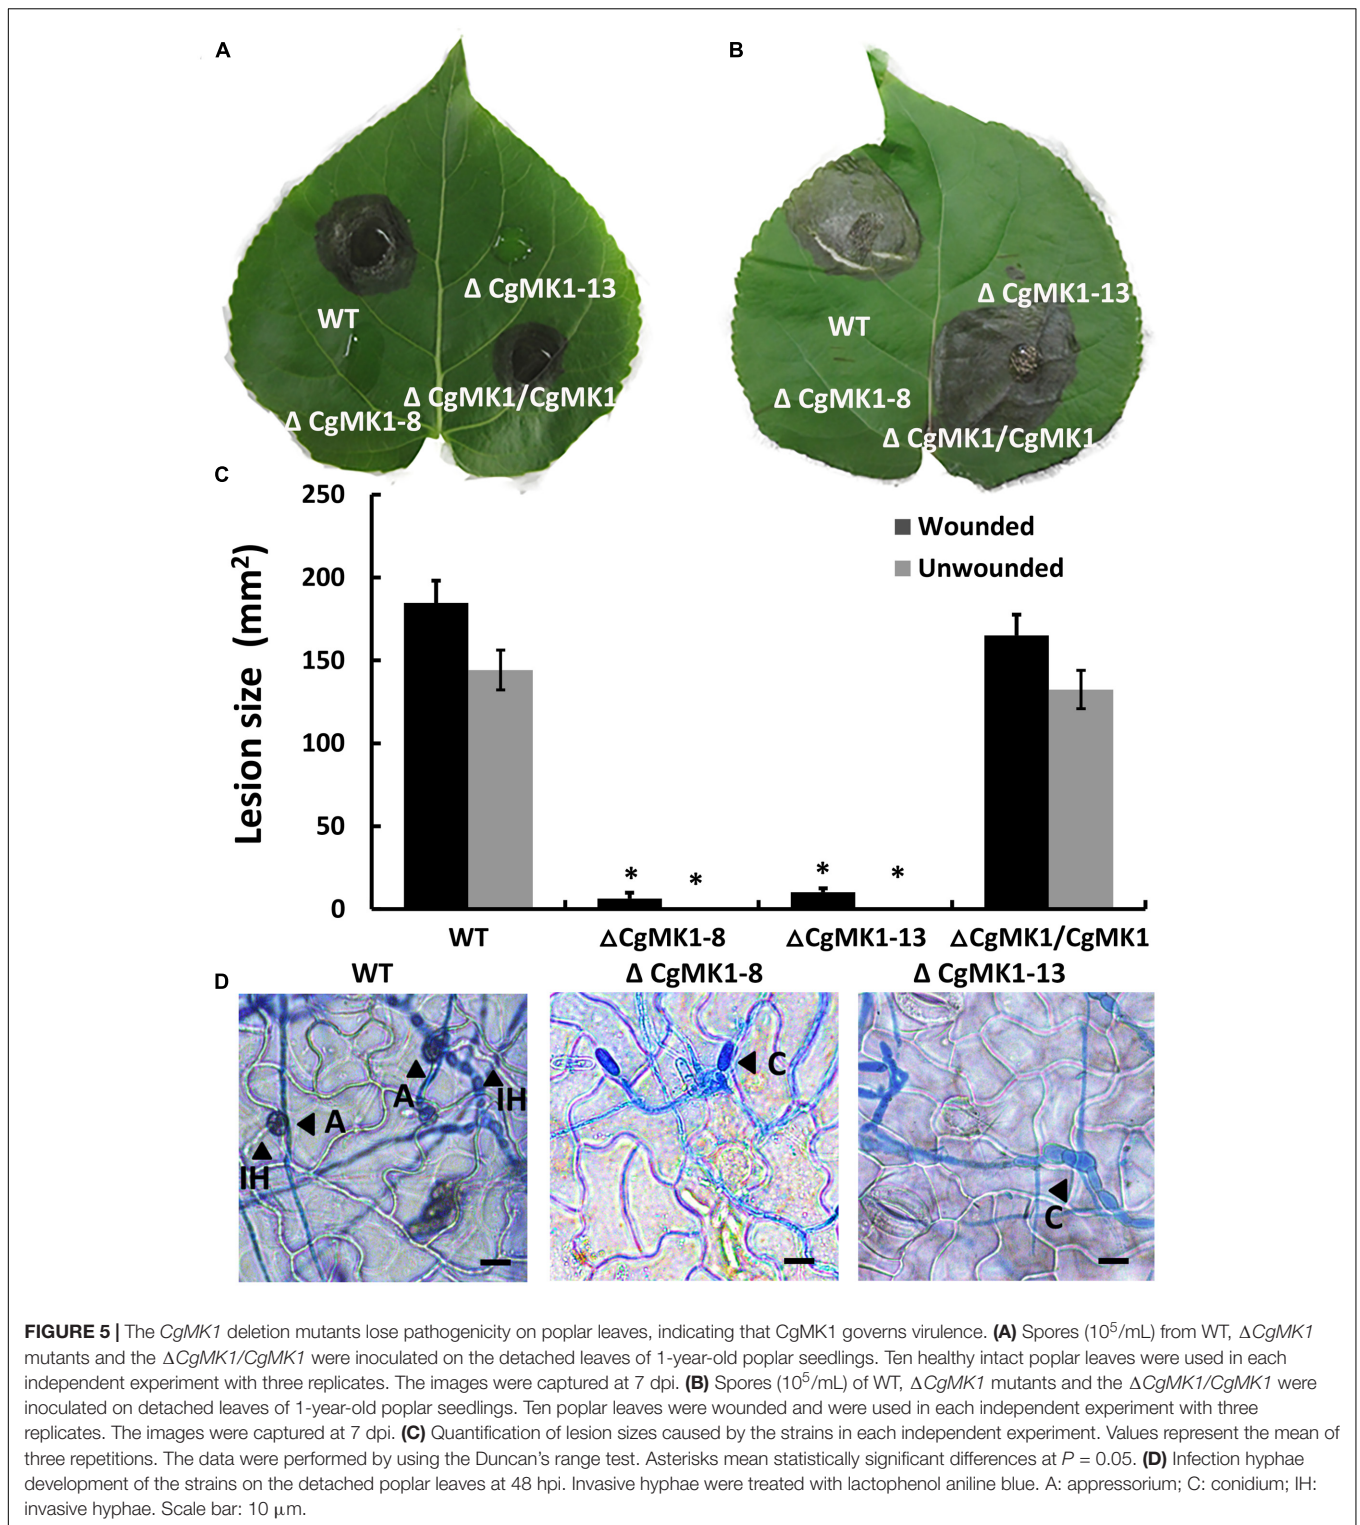 A
B
Δ CgMK1-13
WT
Δ CgMK1/CgMK1
Δ CgMK1-8
Δ CgMK1-13
WT
Δ CgMK1-8
Δ CgMK1/CgMK1
C
250
200
150
100
50
0
Lesion size (mm²)
Wounded
Unwounded
* * * *
WT ΔCgMK1-8 ΔCgMK1-13 ΔCgMK1/CgMK1
D
WT Δ CgMK1-8 Δ CgMK1-13
A
A
IH
IH
C
C
FIGURE 5 | The CgMK1 deletion mutants lose pathogenicity on poplar leaves, indicating that CgMK1 governs virulence. (A) Spores (10⁵/mL) from WT, ΔCgMK1
mutants and the ΔCgMK1/CgMK1 were inoculated on the detached leaves of 1-year-old poplar seedlings. Ten healthy intact poplar leaves were used in each
independent experiment with three replicates. The images were captured at 7 dpi. (B) Spores (10⁵/mL) of WT, ΔCgMK1 mutants and the ΔCgMK1/CgMK1 were
inoculated on detached leaves of 1-year-old poplar seedlings. Ten poplar leaves were wounded and were used in each independent experiment with three
replicates. The images were captured at 7 dpi. (C) Quantification of lesion sizes caused by the strains in each independent experiment. Values represent the mean of
three repetitions. The data were performed by using the Duncan's range test. Asterisks mean statistically significant differences at P = 0.05. (D) Infection hyphae
development of the strains on the detached poplar leaves at 48 hpi. Invasive hyphae were treated with lactophenol aniline blue. A: appressorium; C: conidium; IH:
invasive hyphae. Scale bar: 10 μm.